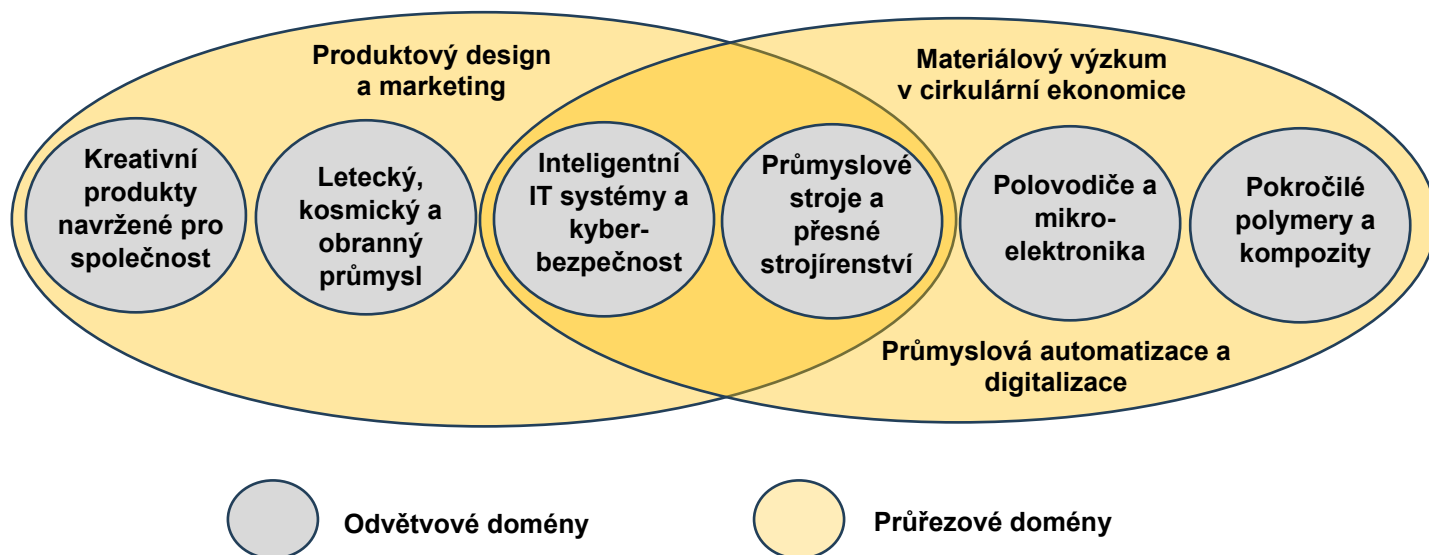 Produktový design
a marketing
Materiálový výzkum
v cirkulární ekonomice
Kreativní
produkty
navržené pro
společnost
Letecký,
kosmický a
obranný
průmysl
Inteligentní
IT systémy a
kyber-
bezpečnost
Průmyslové
stroje a
přesné
strojírenství
Polovodiče a
mikro-
elektronika
Pokročilé
polymery a
kompozity
Průmyslová automatizace a
digitalizace
Odvětvové domény
Průřezové domény